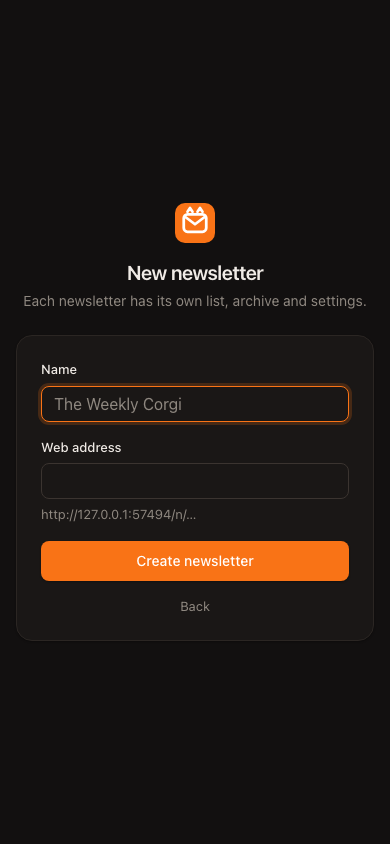 New newsletter
Each newsletter has its own list, archive and settings.
Name
The Weekly Corgi
Web address
http://127.0.0.1:57494/n/...
Create newsletter
Back